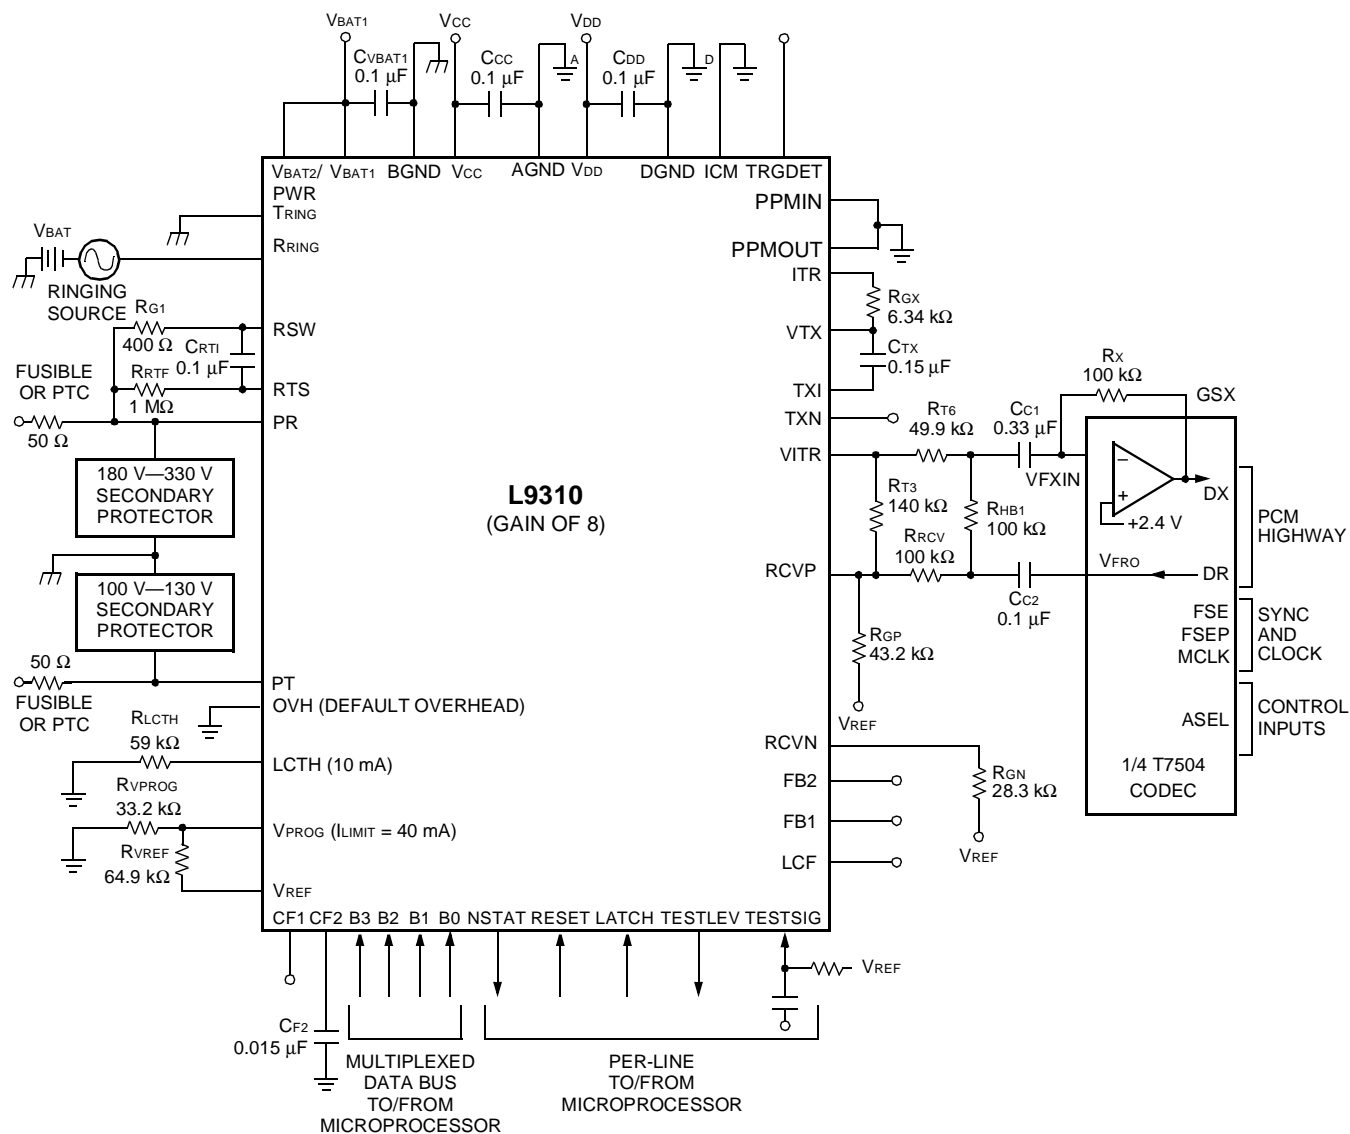 VBAT1
VCC
VDD
CVBAT1
0.1 µF
CCC
0.1 µF
A
CDD
0.1 µF
D
VBAT2/
PWR
VBAT1
BGND
VCC
AGND
VDD
DGND
ICM
TRGDET
TRING
RRING
VBAT
RINGING
SOURCE
RG1
400 Ω
CRTI
0.1 µF
RRTF
1 MΩ
RSW
RTS
PR
FUSIBLE
OR PTC
50 Ω
180 V—330 V
SECONDARY
PROTECTOR
100 V—130 V
SECONDARY
PROTECTOR
50 Ω
FUSIBLE
OR PTC
PT
OVH (DEFAULT OVERHEAD)
RLCTH
59 kΩ
LCTH (10 mA)
RVPROG
33.2 kΩ
VPROG (ILIMIT = 40 mA)
RVREF
64.9 kΩ
VREF
L9310
(GAIN OF 8)
PPMIN
PPMOUT
ITR
RGX
6.34 kΩ
VTX
CTX
0.15 µF
TXI
TXN
VITR
RT6
49.9 kΩ
CC1
0.33 µF
RX
100 kΩ
GSX
VFXIN
–
+
+2.4 V
DX
RT3
140 kΩ
RHB1
100 kΩ
RRCV
100 kΩ
RCVP
CC2
0.1 µF
VFRO
DR
PCM
HIGHWAY
FSE
FSEP
MCLK
SYNC
AND
CLOCK
ASEL
CONTROL
INPUTS
1/4 T7504
CODEC
RGP
43.2 kΩ
VREF
RCVN
RGN
28.3 kΩ
VREF
FB2
FB1
LCF
CF1 CF2 B3 B2 B1 B0 NSTAT RESET LATCH TESTLEV TESTSIG
VREF
CF2
0.015 µF
MULTIPLEXED
DATA BUS
TO/FROM
MICROPROCESSOR
PER-LINE
TO/FROM
MICROPROCESSOR